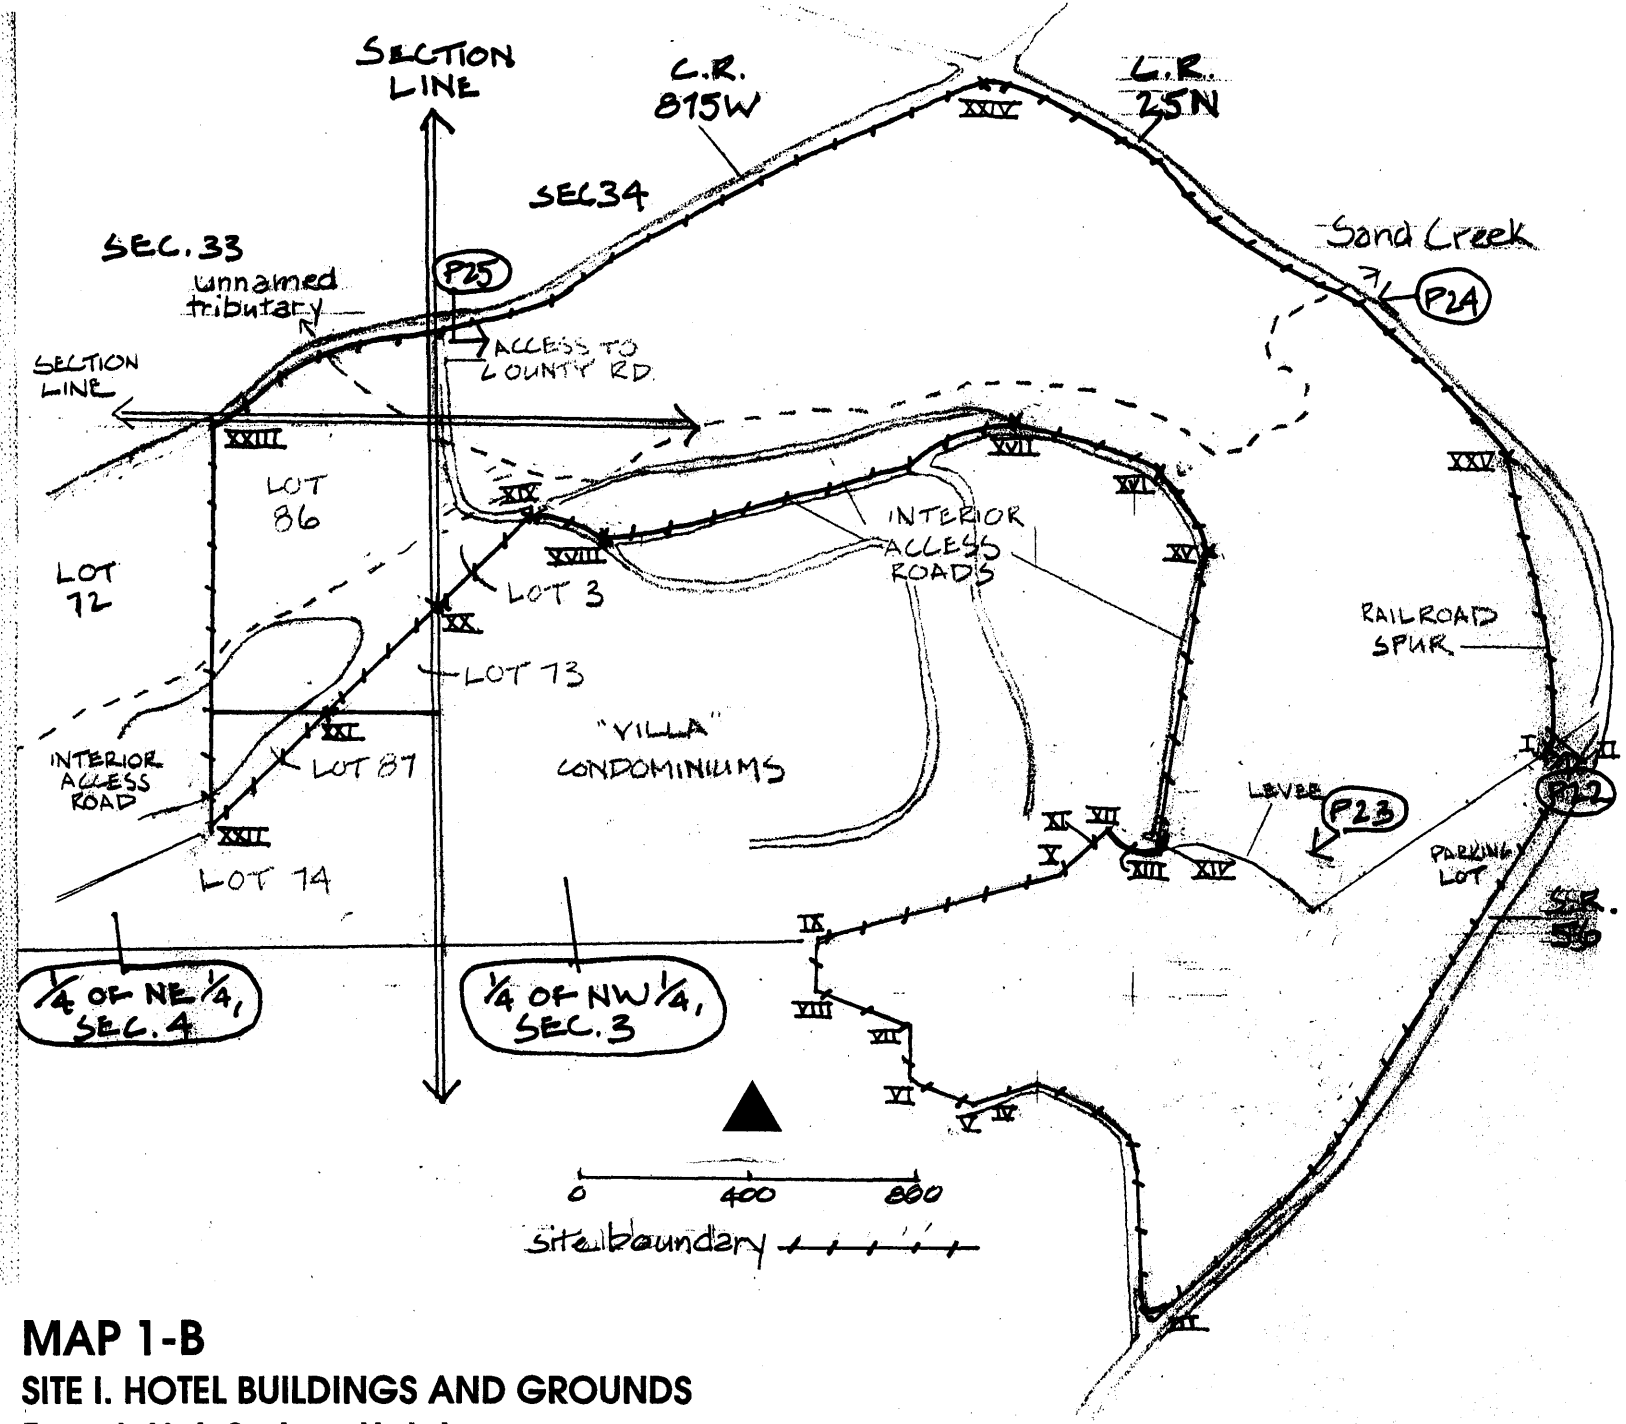 SECTION
LINE
C.R.
815W
C.R.
25N
XXIV
SEC. 34
SEC. 33
unnamed
tributary
P25
Sand Creek
P24
ACCESS TO
COUNTY RD.
SECTION
LINE
XXIII
XVII
XXV
XVI
LOT
86
XIX
INTERIOR
ACCESS
ROADS
XVIII
XV
LOT
72
LOT 3
XX
RAILROAD
SPUR
LOT 73
"VILLA"
CONDOMINIUMS
XXI
LOT 87
INTERIOR
ACCESS
ROAD
I
II
P22
LEVEE
P23
XXII
XI
XII
X
XIII
XIV
PARKING
LOT
LOT 74
S.R.
56
IX
1/4 OF NE 1/4,
SEC. 4
1/4 OF NW 1/4,
SEC. 3
VIII
VII
VI
V
IV
0 400 800
site boundary
III
MAP 1-B
SITE I. HOTEL BUILDINGS AND GROUNDS